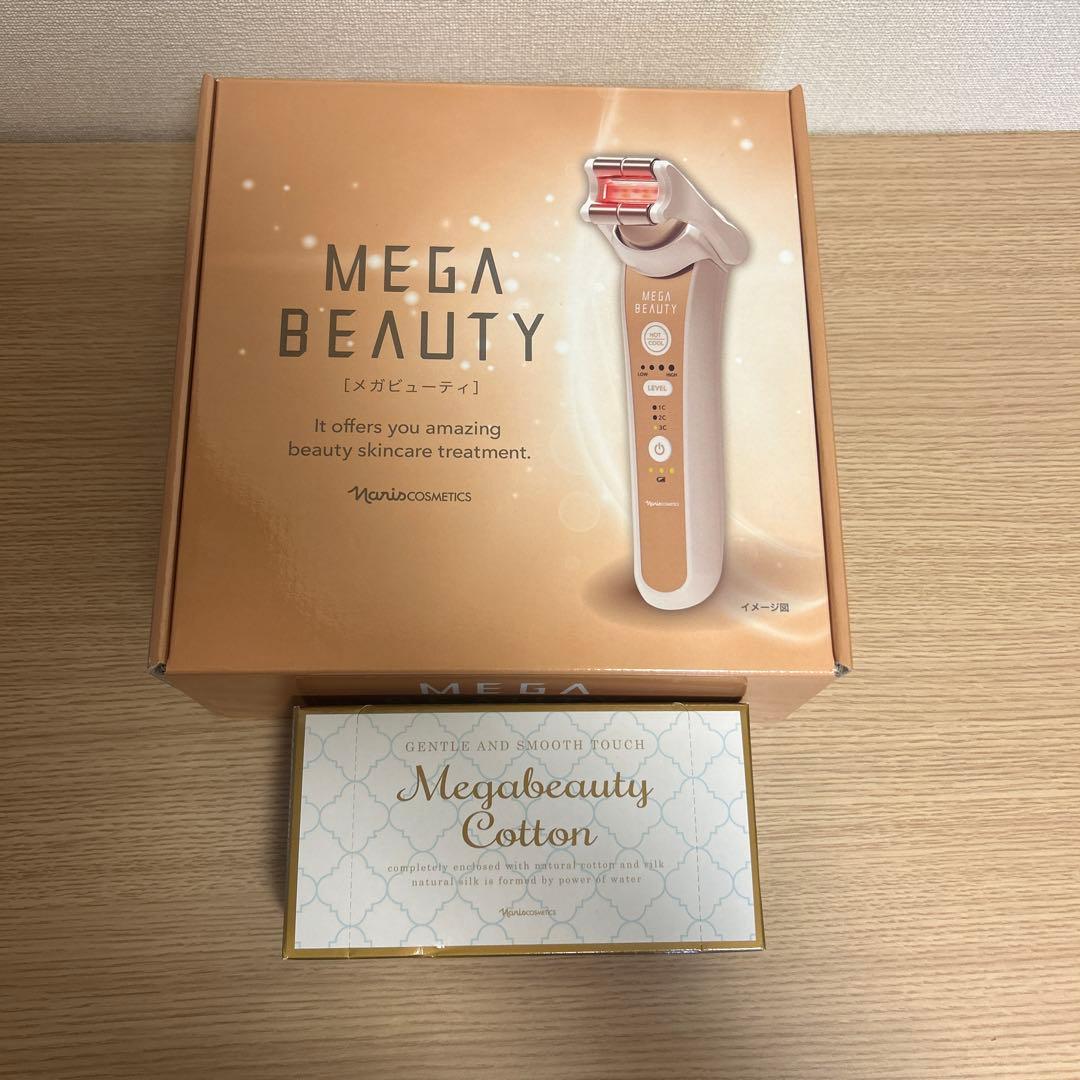 MEGA
BEAUTY
[メガビューティ]
It offers you amazing
beauty skincare treatment.
NarisCOSMETICS
MEGA
BEAUTY
HOT
COOL
LOW HIGH
LEVEL
1C
2C
3C
NarisCOSMETICS
イメージ図
MEGA
GENTLE AND SMOOTH TOUCH
Megabeauty
Cotton
completely enclosed with natural cotton and silk
natural silk is formed by power of water
NarisCOSMETICS